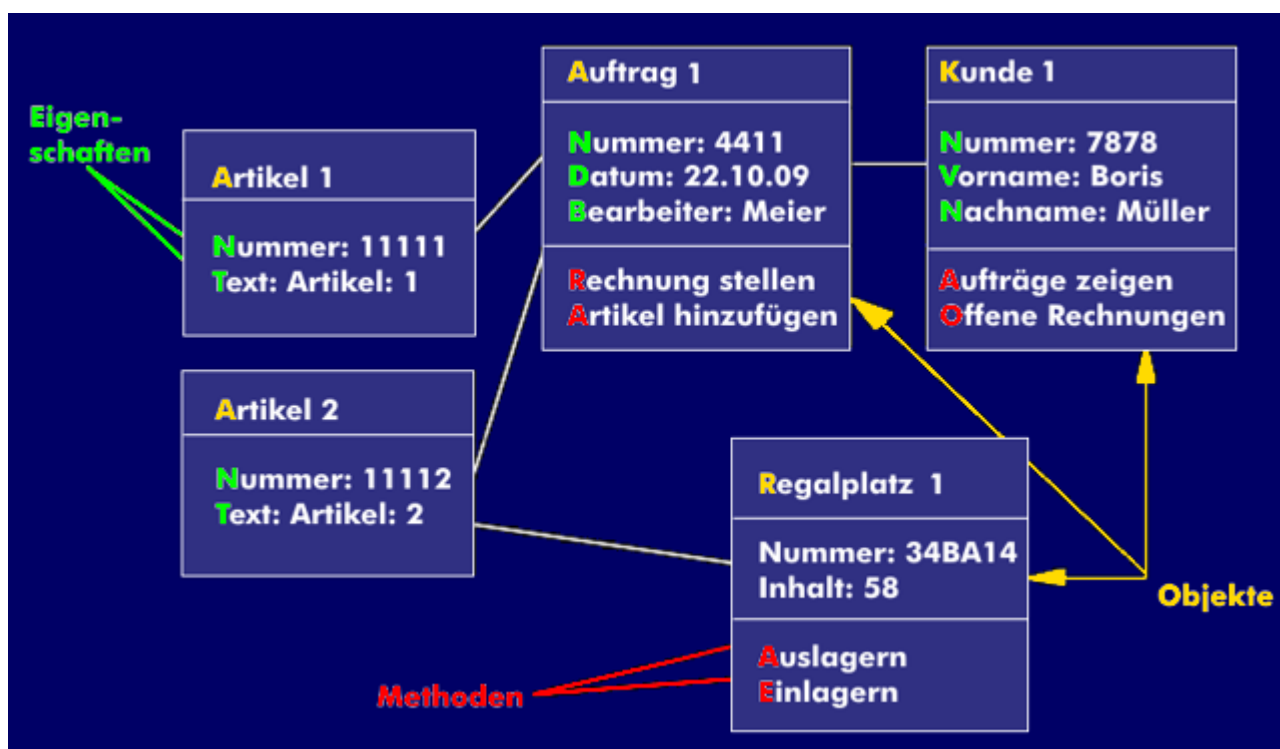 Eigen-
schaften
Artikel 1
Nummer: 11111
Text: Artikel: 1
Artikel 2
Nummer: 11112
Text: Artikel: 2
Auftrag 1
Nummer: 4411
Datum: 22.10.09
Bearbeiter: Meier
Rechnung stellen
Artikel hinzufügen
Kunde 1
Nummer: 7878
Vorname: Boris
Nachname: Müller
Aufträge zeigen
Offene Rechnungen
Regalplatz 1
Nummer: 34BA14
Inhalt: 58
Auslagern
Einlagern
Objekte
Methoden